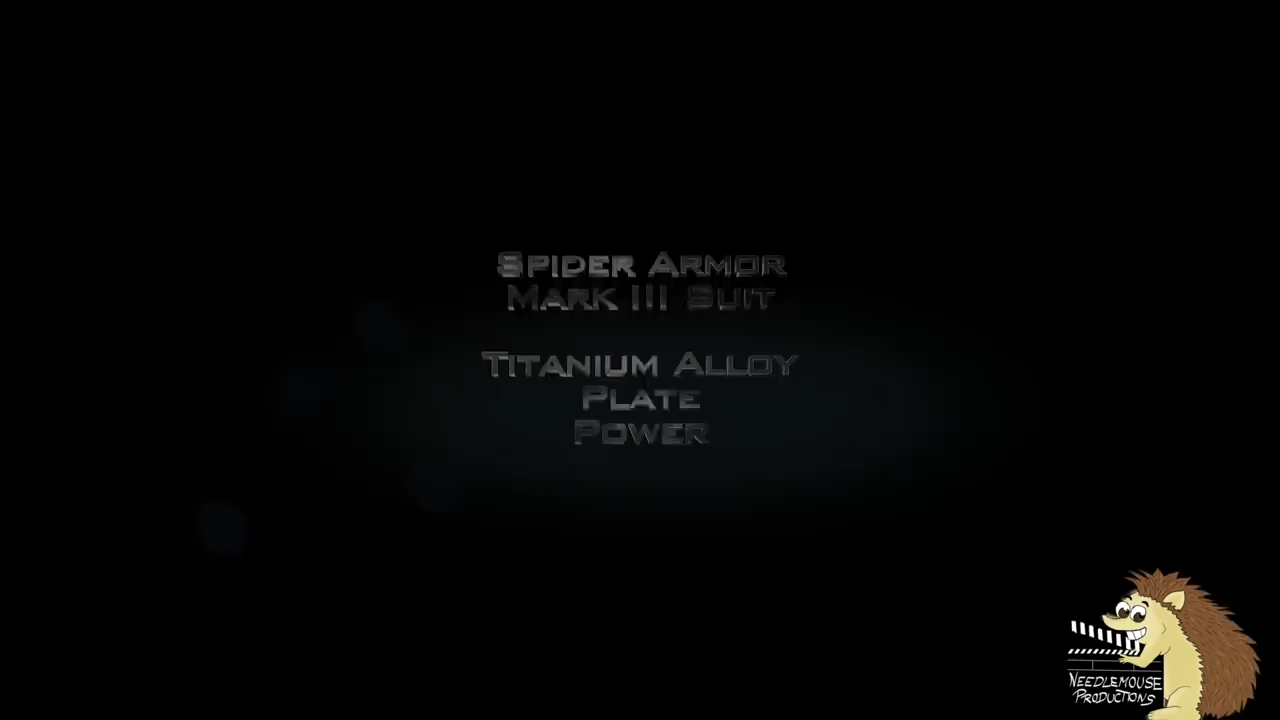 Spider Armor
Mark III Suit
Titanium Alloy
Plate
Power
Needlemouse
Productions